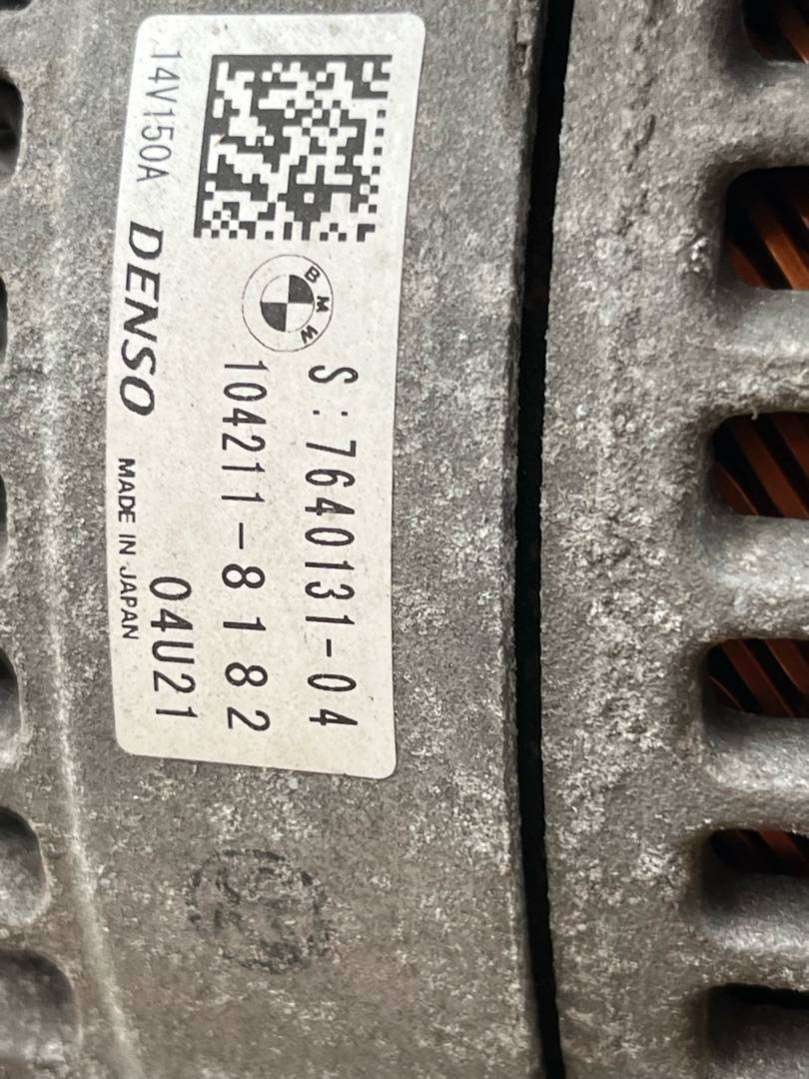 BMW
S:7640131-04
104211-8182
04U21
14V150A DENSO MADE IN JAPAN